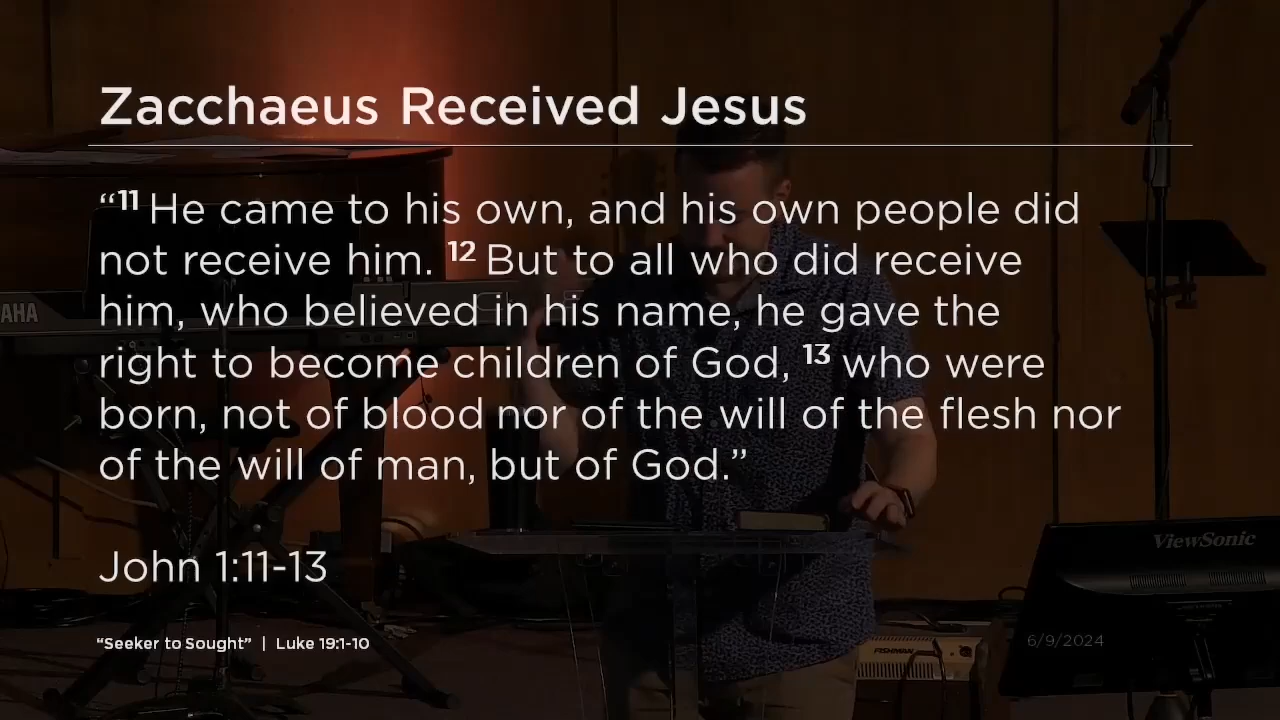 Zacchaeus Received Jesus
“11 He came to his own, and his own people did
not receive him. 12 But to all who did receive
him, who believed in his name, he gave the
right to become children of God, 13 who were
born, not of blood nor of the will of the flesh nor
of the will of man, but of God.”
John 1:11-13
“Seeker to Sought” | Luke 19:1-10
6/9/2024
AHA
ViewSonic
FISHMAN